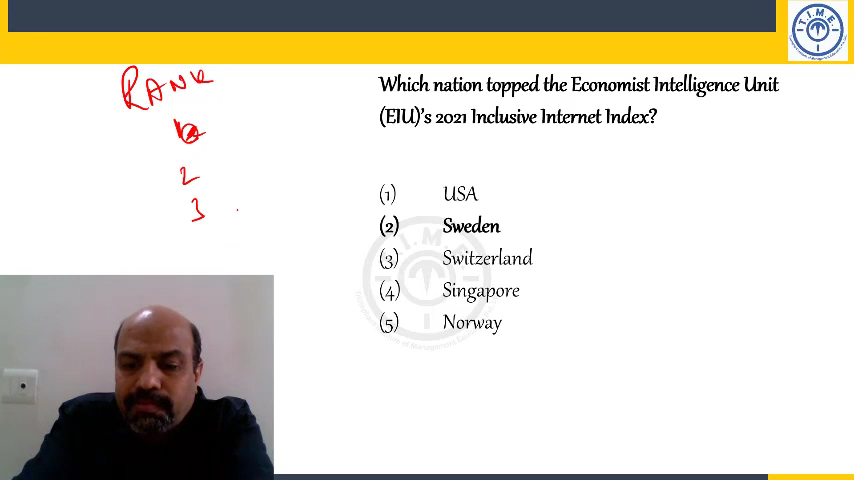 T.I.M.E.
RANK
2
3
Which nation topped the Economist Intelligence Unit
(EIU)'s 2021 Inclusive Internet Index?
(1) USA
(2) Sweden
(3) Switzerland
(4) Singapore
(5) Norway
T.I.M.E.